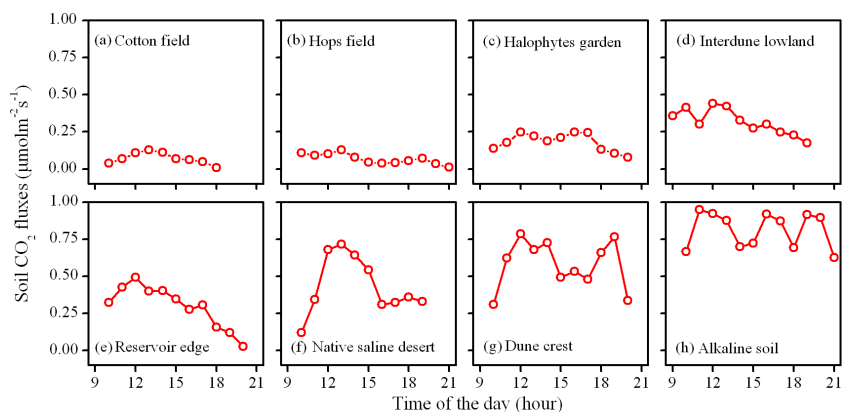 1.00
0.75
0.50
0.25
0.00
(a) Cotton field
(b) Hops field
(c) Halophytes garden
(d) Interdune lowland
1.00
0.75
0.50
0.25
0.00
(e) Reservoir edge
(f) Native saline desert
(g) Dune crest
(h) Alkaline soil
9 12 15 18 21
9 12 15 18 21
9 12 15 18 21
9 12 15 18 21
Soil CO₂ fluxes (μmolm⁻²s⁻¹)
Time of the day (hour)